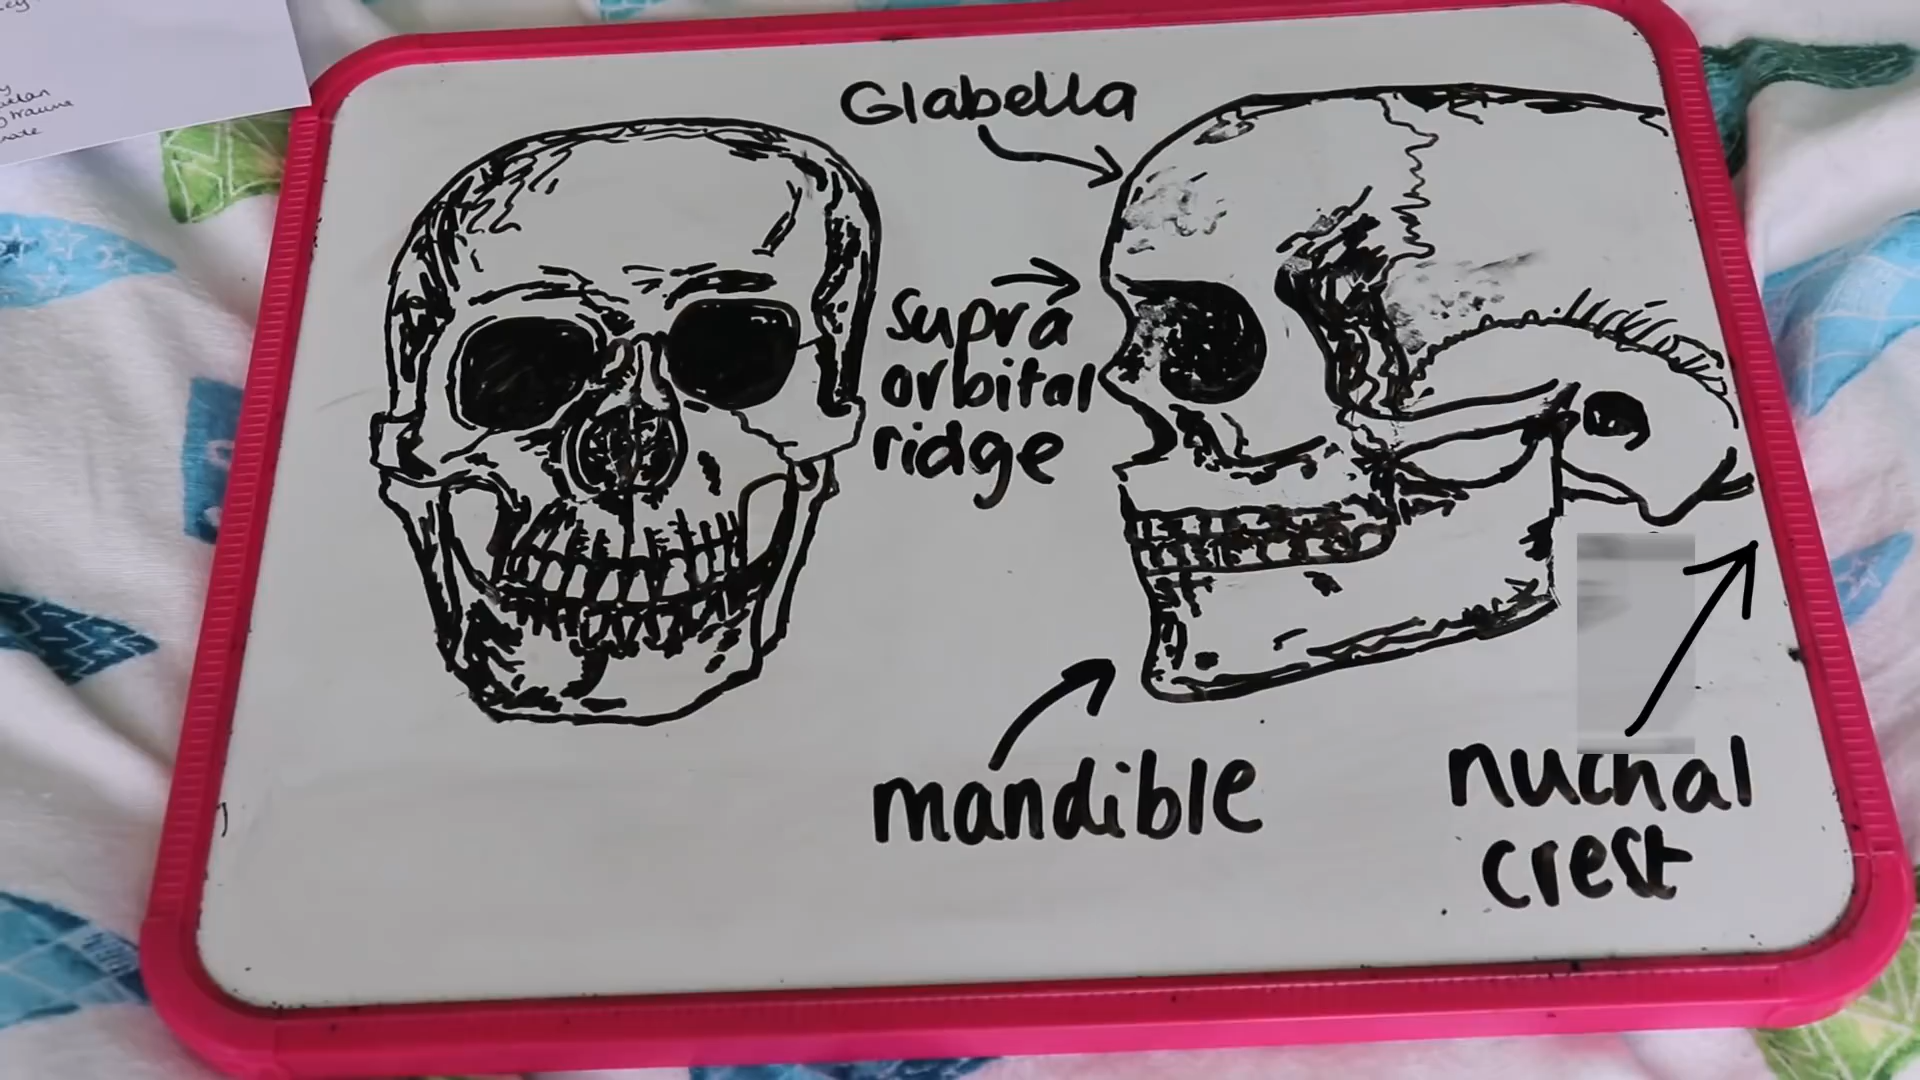 Glabella
supra
orbital
ridge
mandible
nuchal
crest